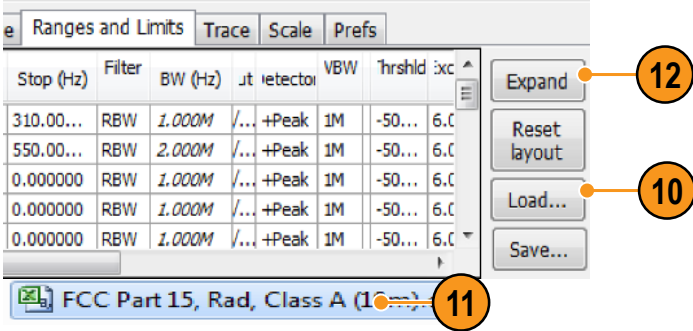 e Ranges and Limits Trace Scale Prefs
Stop (Hz) Filter BW (Hz) ut Detector VBW Thrshld Exc
310.00... RBW 1.000M /... +Peak 1M -50... 6.0
550.00... RBW 2.000M /... +Peak 1M -50... 6.0
0.000000 RBW 1.000M /... +Peak 1M -50... 6.0
0.000000 RBW 1.000M /... +Peak 1M -50... 6.0
0.000000 RBW 1.000M /... +Peak 1M -50... 6.0
Expand
12
Reset
layout
Load...
10
Save...
FCC Part 15, Rad, Class A (10m).
11